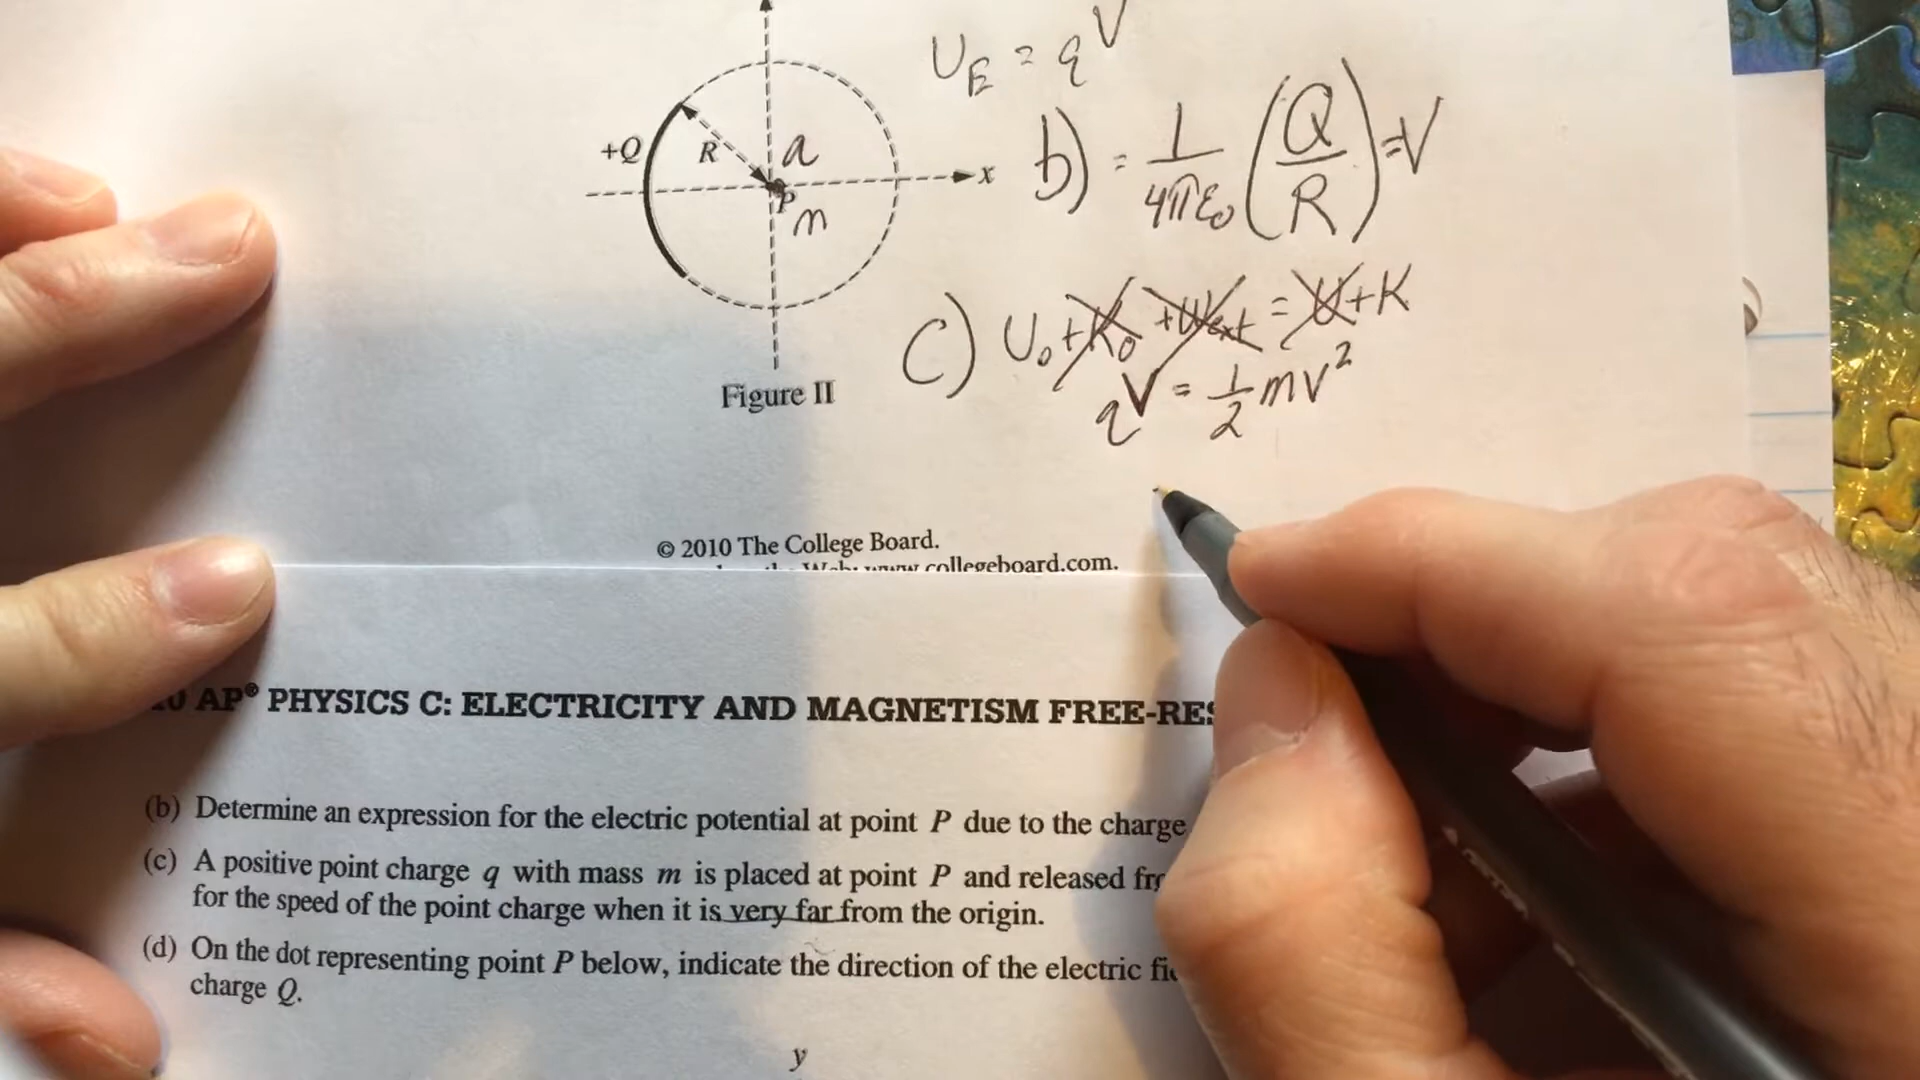 U_E = qV
b) = 1/4πε₀ (Q/R) = V
+Q
R
a
x
P
m
c) U₀ + K₀ + Wext = U + K
qV = 1/2 mv²
Figure II
© 2010 The College Board.
collegeboard.com.
AP® PHYSICS C: ELECTRICITY AND MAGNETISM FREE-RES
(b) Determine an expression for the electric potential at point P due to the charge
(c) A positive point charge q with mass m is placed at point P and released
for the speed of the point charge when it is very far from the origin.
(d) On the dot representing point P below, indicate the direction of the electric
charge Q.
y